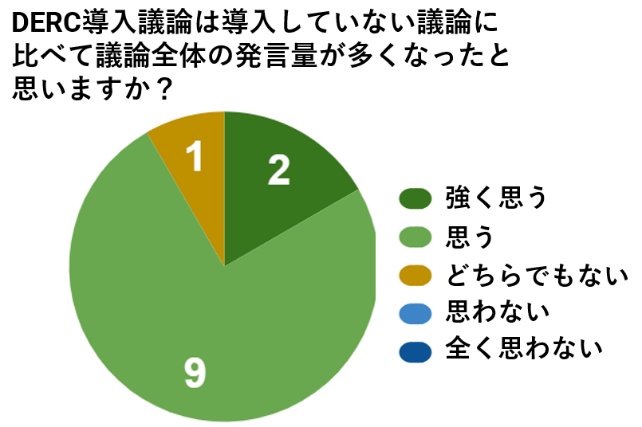 DERC導入議論は導入していない議論に
比べて議論全体の発言量が多くなったと
思いますか？
1
2
9
強く思う
思う
どちらでもない
思わない
全く思わない